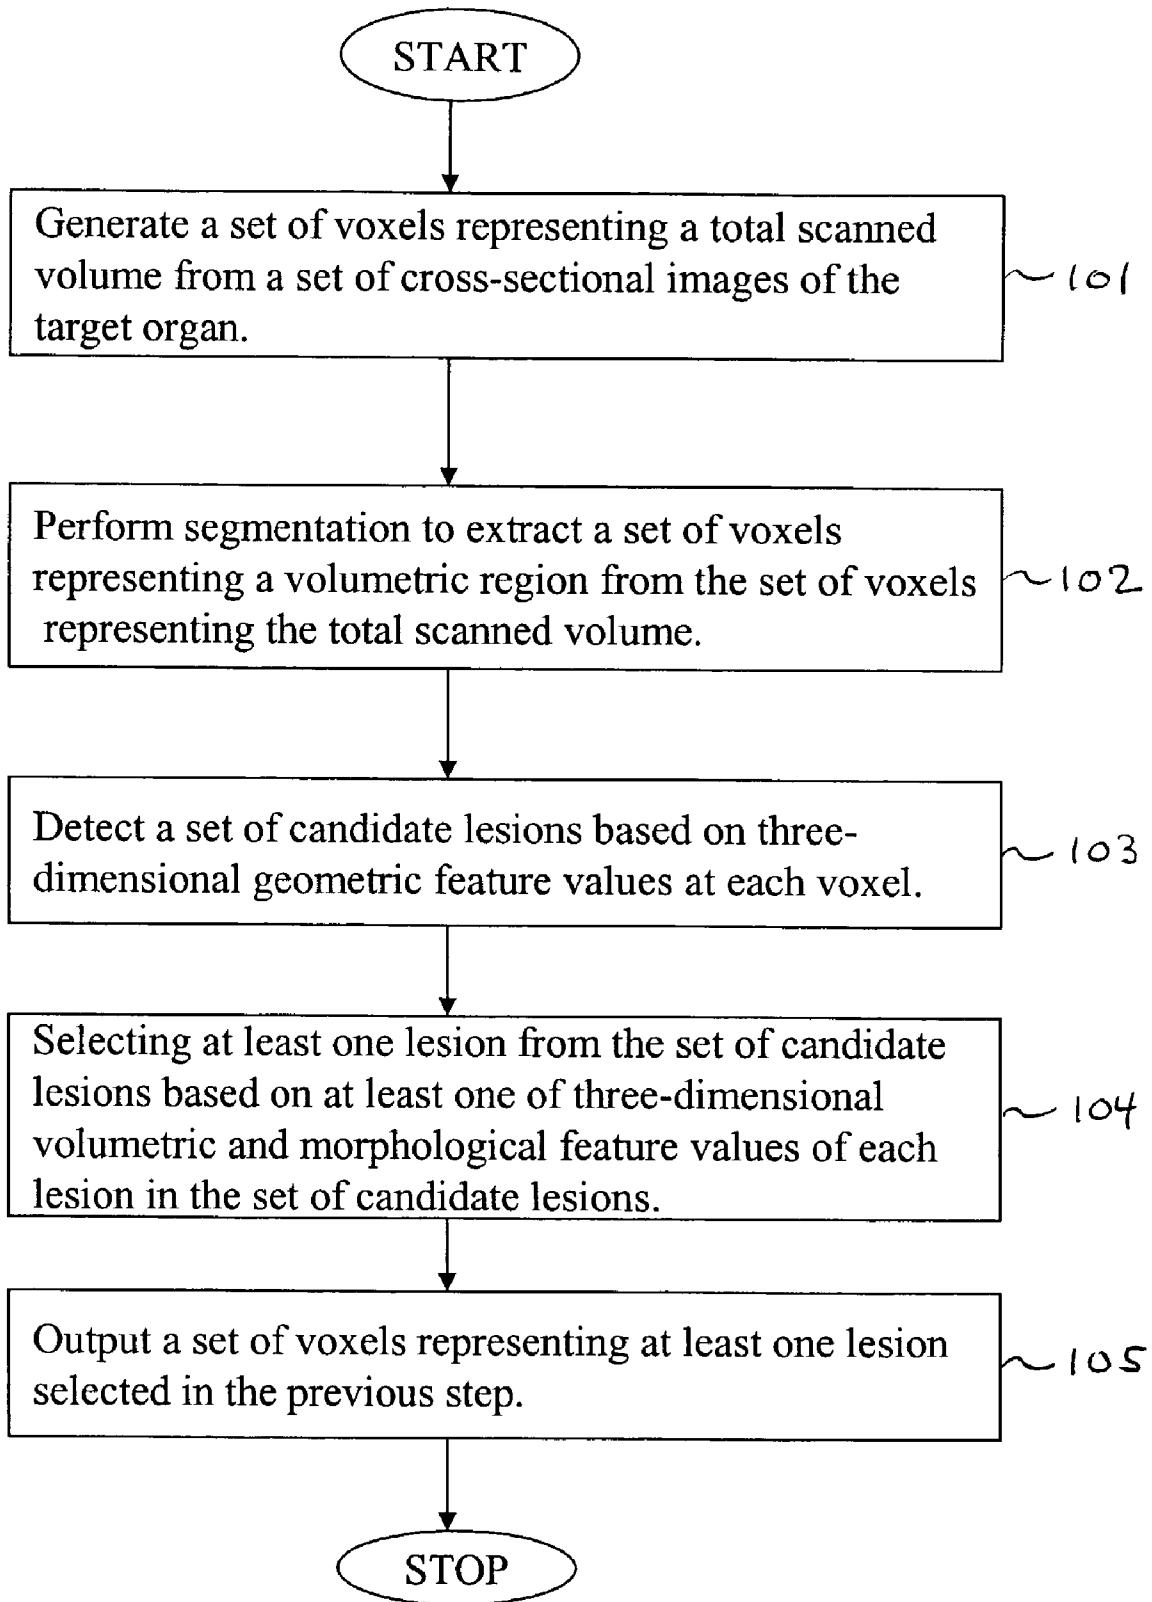 START
Generate a set of voxels representing a total scanned
volume from a set of cross-sectional images of the
target organ.
101
Perform segmentation to extract a set of voxels
representing a volumetric region from the set of voxels
representing the total scanned volume.
102
Detect a set of candidate lesions based on three-
dimensional geometric feature values at each voxel.
103
Selecting at least one lesion from the set of candidate
lesions based on at least one of three-dimensional
volumetric and morphological feature values of each
lesion in the set of candidate lesions.
104
Output a set of voxels representing at least one lesion
selected in the previous step.
105
STOP